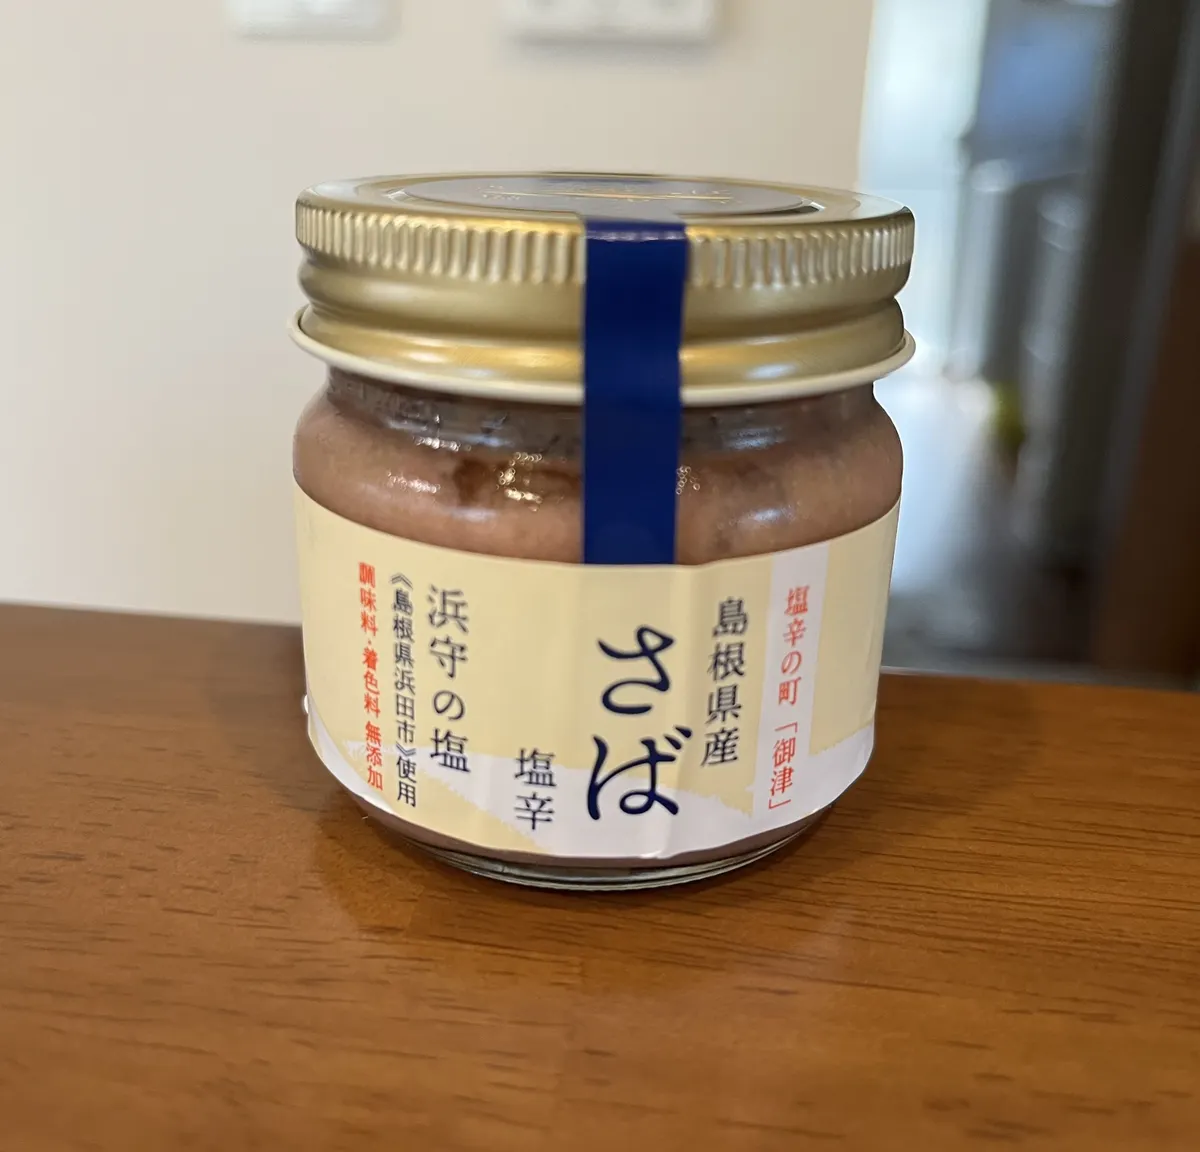 塩辛の町「御津」
島根県産
さば
塩辛
浜守の塩
《島根県浜田市》使用
調味料・着色料 無添加